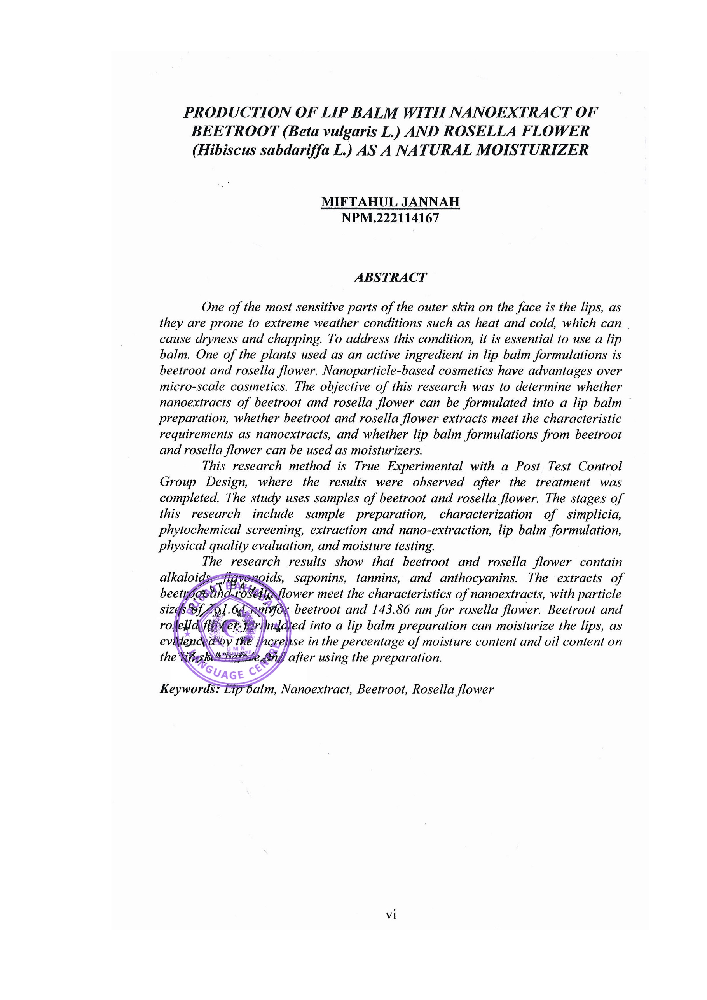 PRODUCTION OF LIP BALM WITH NANOEXTRACT OF
BEETROOT (Beta vulgaris L.) AND ROSELLA FLOWER
(Hibiscus sabdariffa L.) AS A NATURAL MOISTURIZER
MIFTAHUL JANNAH
NPM.222114167
ABSTRACT
One of the most sensitive parts of the outer skin on the face is the lips, as
they are prone to extreme weather conditions such as heat and cold, which can
cause dryness and chapping. To address this condition, it is essential to use a lip
balm. One of the plants used as an active ingredient in lip balm formulations is
beetroot and rosella flower. Nanoparticle-based cosmetics have advantages over
micro-scale cosmetics. The objective of this research was to determine whether
nanoextracts of beetroot and rosella flower can be formulated into a lip balm
preparation, whether beetroot and rosella flower extracts meet the characteristic
requirements as nanoextracts, and whether lip balm formulations from beetroot
and rosella flower can be used as moisturizers.
This research method is True Experimental with a Post Test Control
Group Design, where the results were observed after the treatment was
completed. The study uses samples of beetroot and rosella flower. The stages of
this research include sample preparation, characterization of simplicia,
phytochemical screening, extraction and nano-extraction, lip balm formulation,
physical quality evaluation, and moisture testing.
The research results show that beetroot and rosella flower contain
alkaloids, flavonoids, saponins, tannins, and anthocyanins. The extracts of
beetroot and rosella flower meet the characteristics of nanoextracts, with particle
sizes of nm for beetroot and 143.86 nm for rosella flower. Beetroot and
rosella flower formulated into a lip balm preparation can moisturize the lips, as
evidenced by the increase in the percentage of moisture content and oil content on
the lip skin before and after using the preparation.
Keywords: Lip balm, Nanoextract, Beetroot, Rosella flower
PUSAT BAHASA
UMN
LANGUAGE CENTRE
vi